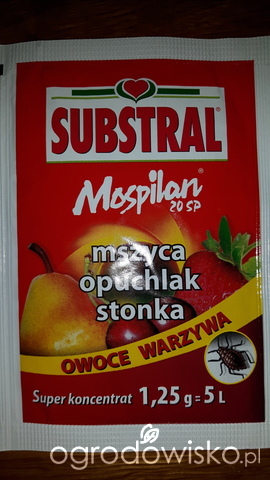 SUBSTRAL®
Mospilan®
20 SP
mszyca
opuchlak
stonka
OWOCE WARZYWA
Super koncentrat 1,25 g = 5 L
ogrodowisko.pl